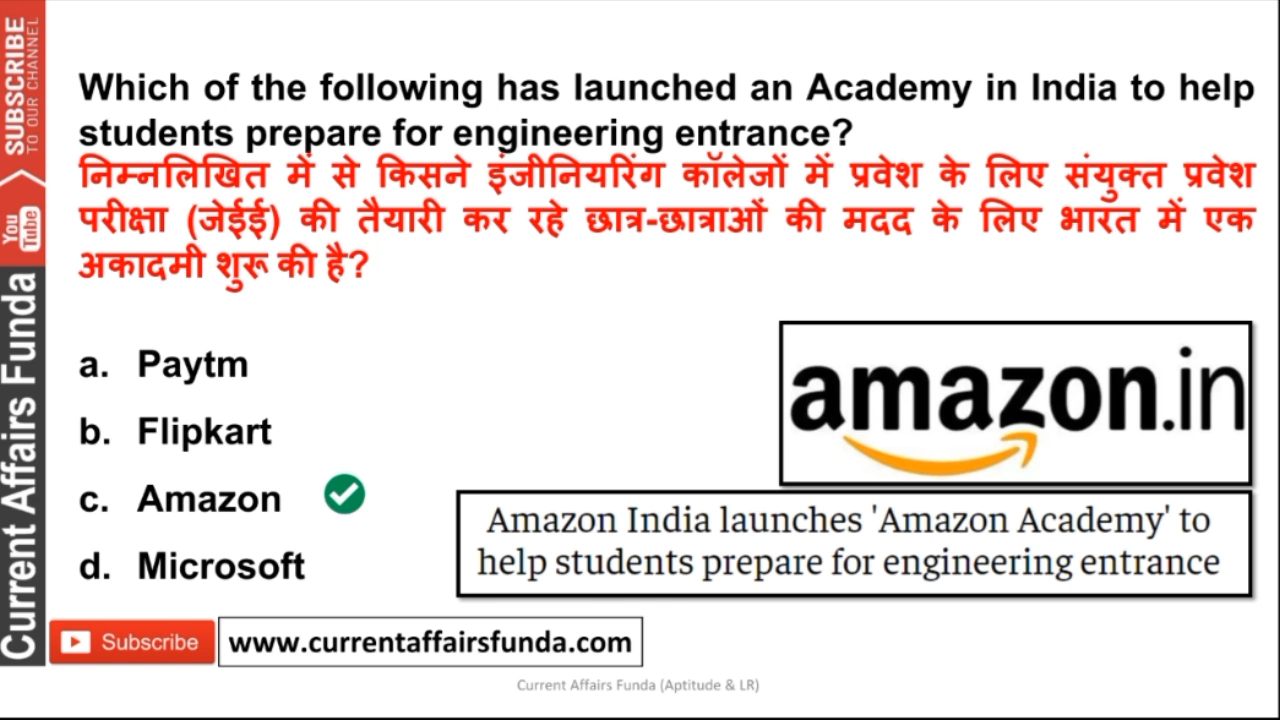 SUBSCRIBE
TO OUR CHANNEL
You Tube
Current Affairs Funda
Which of the following has launched an Academy in India to help
students prepare for engineering entrance?
निम्नलिखित में से किसने इंजीनियरिंग कॉलेजों में प्रवेश के लिए संयुक्त प्रवेश
परीक्षा (जेईई) की तैयारी कर रहे छात्र-छात्राओं की मदद के लिए भारत में एक
अकादमी शुरू की है?
a. Paytm
b. Flipkart
c. Amazon
d. Microsoft
amazon.in
Amazon India launches 'Amazon Academy' to
help students prepare for engineering entrance
Subscribe
www.currentaffairsfunda.com
Current Affairs Funda (Aptitude & LR)